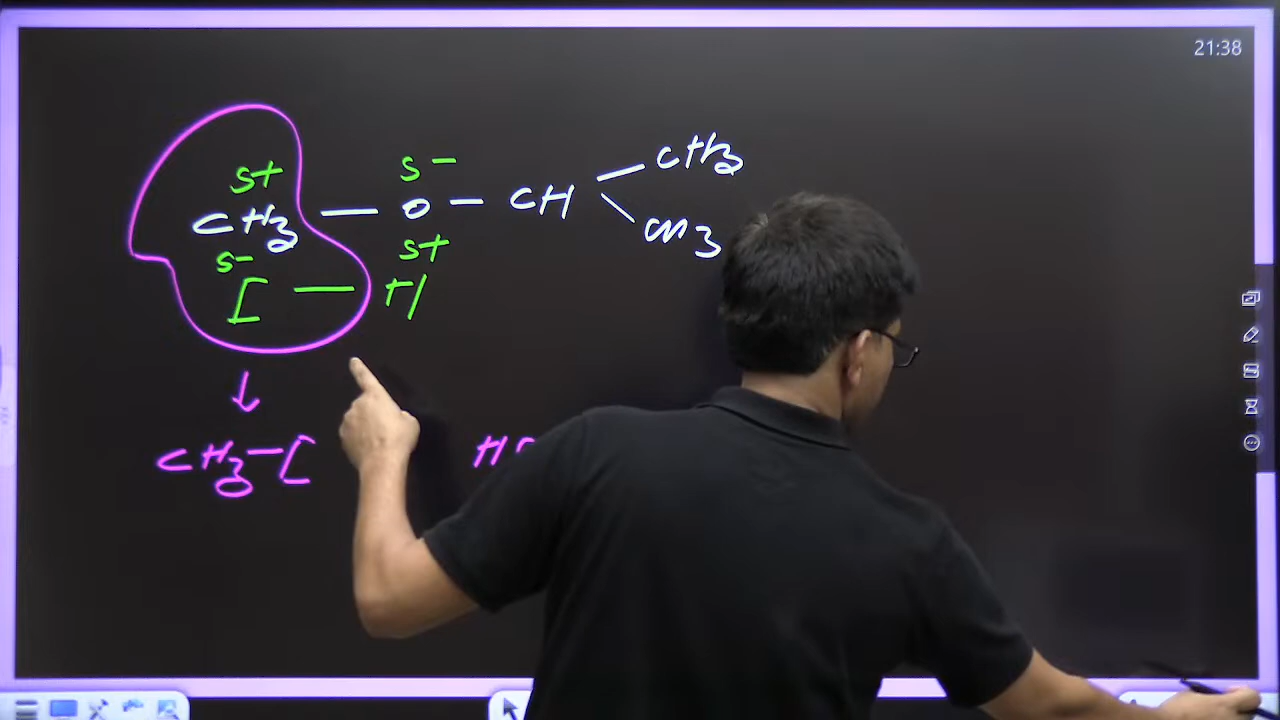 21:38
CH3
S+ S-
CH3 — O — CH
CH3
S- S+
I — H
↓
CH3-I H